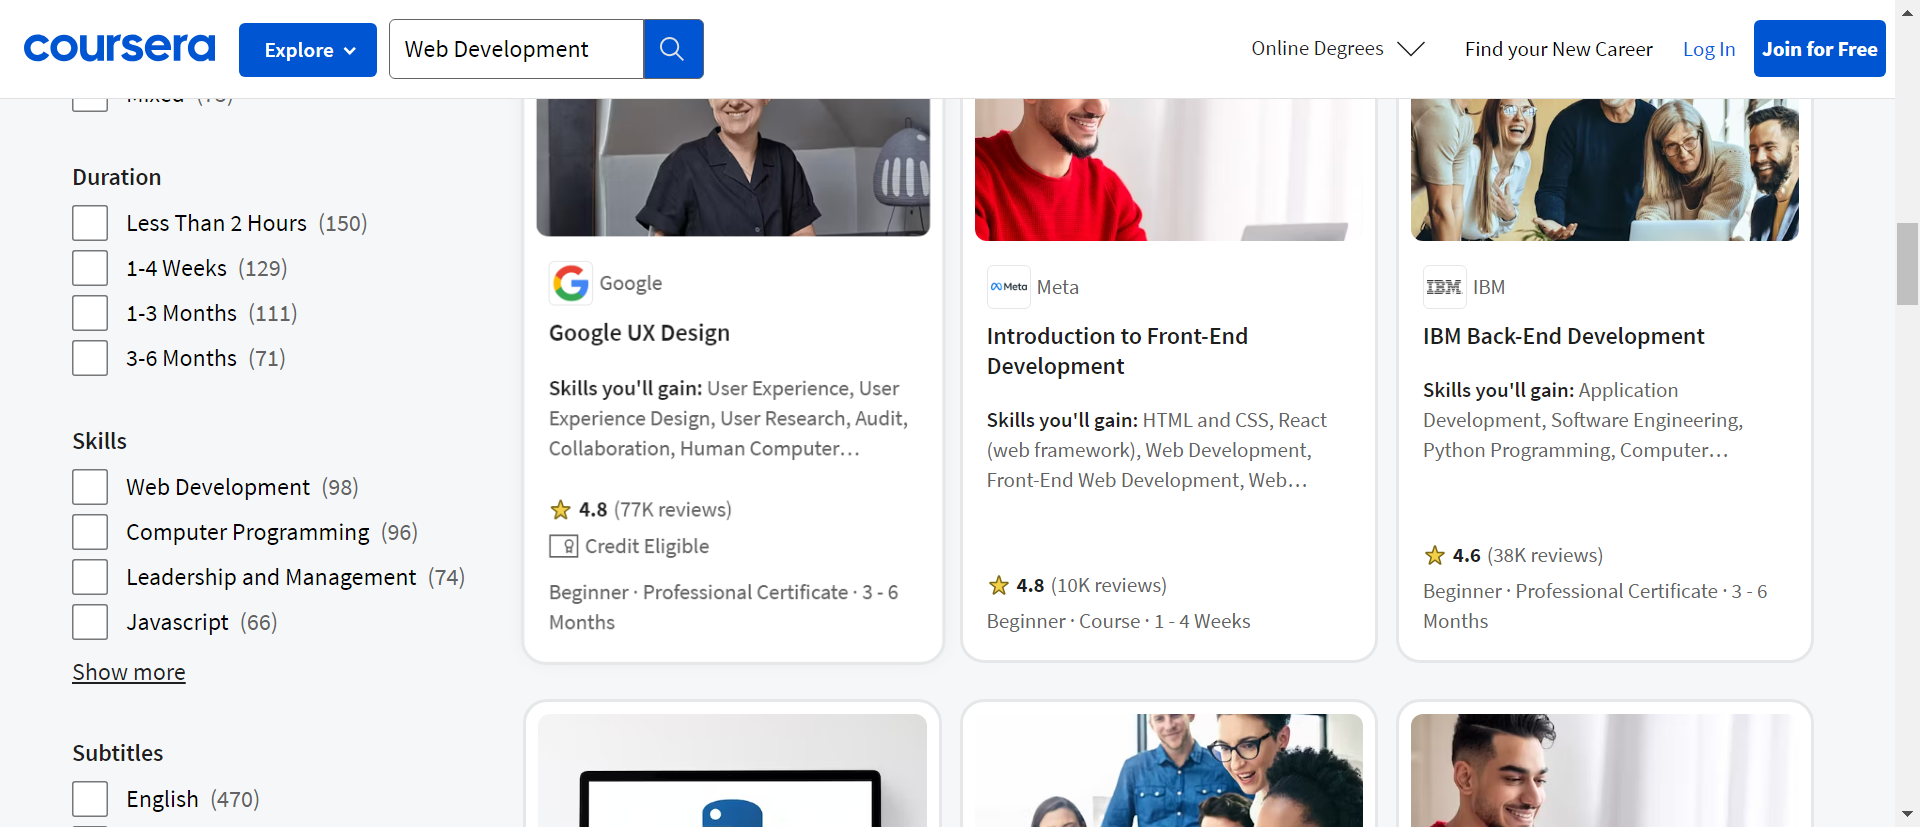 coursera
Explore
Web Development
Online Degrees
Find your New Career
Log In
Join for Free
Duration
Less Than 2 Hours (150)
1-4 Weeks (129)
1-3 Months (111)
3-6 Months (71)
Skills
Web Development (98)
Computer Programming (96)
Leadership and Management (74)
Javascript (66)
Show more
Subtitles
English (470)
Google
Google UX Design
Skills you'll gain: User Experience, User
Experience Design, User Research, Audit,
Collaboration, Human Computer…
4.8 (77K reviews)
Credit Eligible
Beginner · Professional Certificate · 3 - 6
Months
Meta
Meta
Introduction to Front-End
Development
Skills you'll gain: HTML and CSS, React
(web framework), Web Development,
Front-End Web Development, Web…
4.8 (10K reviews)
Beginner · Course · 1 - 4 Weeks
IBM
IBM
IBM Back-End Development
Skills you'll gain: Application
Development, Software Engineering,
Python Programming, Computer…
4.6 (38K reviews)
Beginner · Professional Certificate · 3 - 6
Months